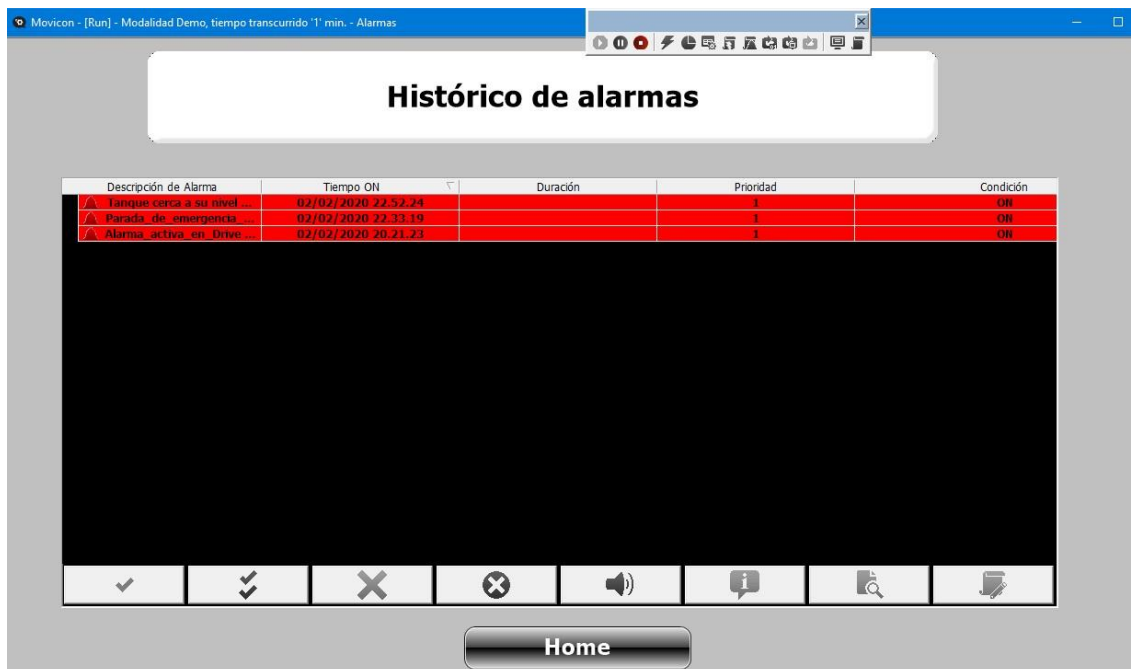 Movicon - [Run] - Modalidad Demo, tiempo transcurrido '1' min. - Alarmas
Histórico de alarmas
Descripción de Alarma Tiempo ON Duración Prioridad Condición
Tanque cerca a su nivel ... 02/02/2020 22.52.24 1 ON
Parada_de_emergencia_... 02/02/2020 22.33.19 1 ON
Alarma_activa_en_Drive ... 02/02/2020 20.21.23 1 ON
Home